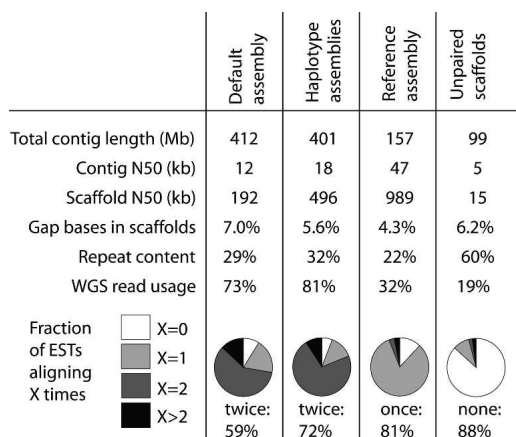 Default assembly
Haplotype assemblies
Reference assembly
Unpaired scaffolds
Total contig length (Mb) 412 401 157 99
Contig N50 (kb) 12 18 47 5
Scaffold N50 (kb) 192 496 989 15
Gap bases in scaffolds 7.0% 5.6% 4.3% 6.2%
Repeat content 29% 32% 22% 60%
WGS read usage 73% 81% 32% 19%
Fraction
of ESTs
aligning
X times
X=0
X=1
X=2
X>2
twice: twice: once: none:
59% 72% 81% 88%